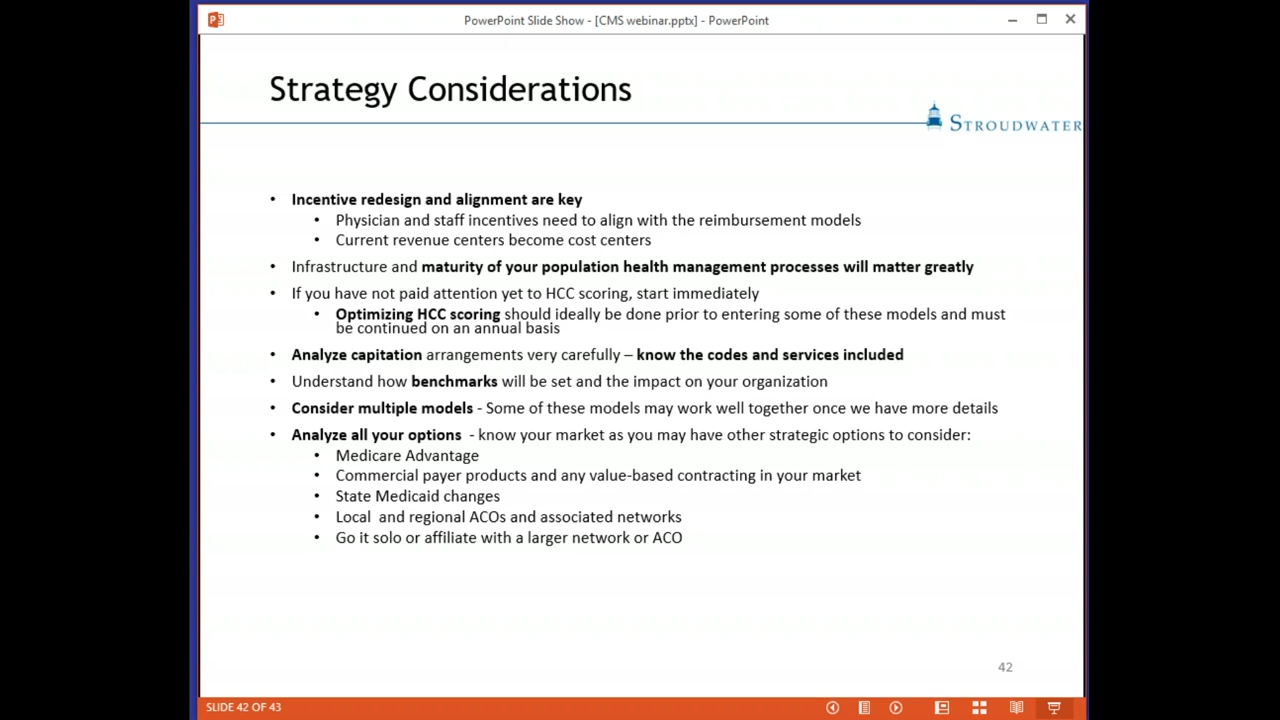 PowerPoint Slide Show - [CMS webinar.pptx] - PowerPoint
Strategy Considerations
STROUDWATER
• Incentive redesign and alignment are key
• Physician and staff incentives need to align with the reimbursement models
• Current revenue centers become cost centers
• Infrastructure and maturity of your population health management processes will matter greatly
• If you have not paid attention yet to HCC scoring, start immediately
• Optimizing HCC scoring should ideally be done prior to entering some of these models and must
be continued on an annual basis
• Analyze capitation arrangements very carefully – know the codes and services included
• Understand how benchmarks will be set and the impact on your organization
• Consider multiple models - Some of these models may work well together once we have more details
• Analyze all your options - know your market as you may have other strategic options to consider:
• Medicare Advantage
• Commercial payer products and any value-based contracting in your market
• State Medicaid changes
• Local and regional ACOs and associated networks
• Go it solo or affiliate with a larger network or ACO
42
SLIDE 42 OF 43